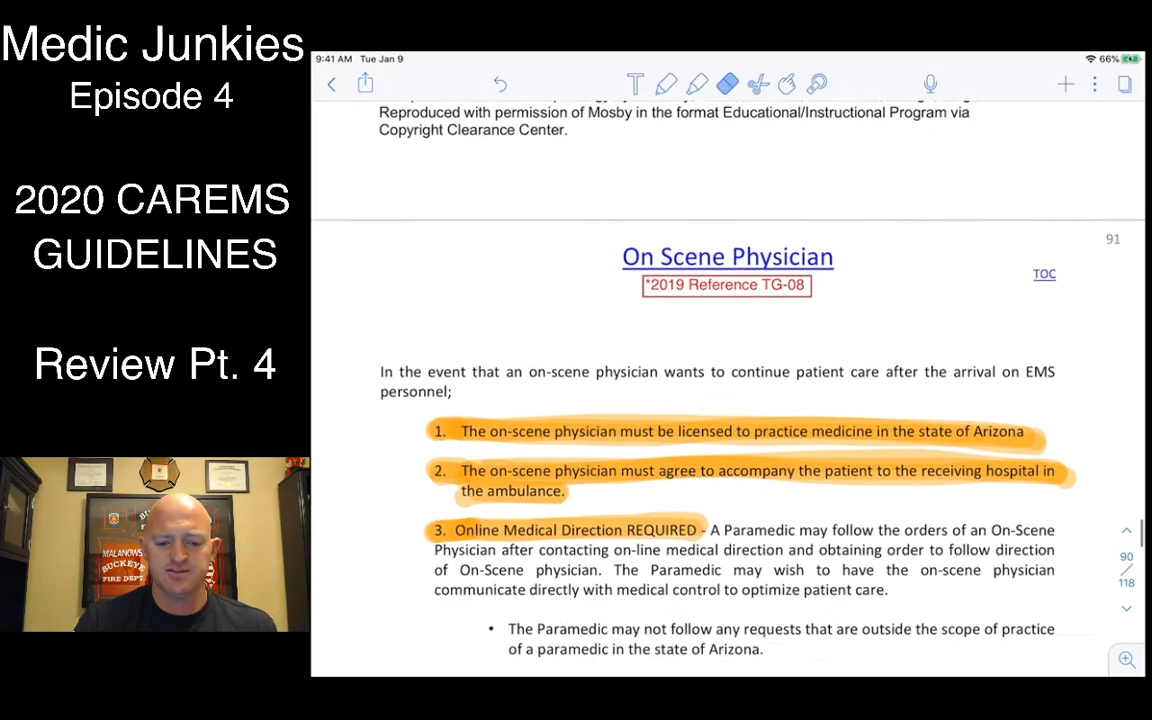 Medic Junkies
Episode 4
2020 CAREMS
GUIDELINES
Review Pt. 4
9:41 AM Tue Jan 9
66%
Reproduced with permission of Mosby in the format Educational/Instructional Program via
Copyright Clearance Center.
91
On Scene Physician
*2019 Reference TG-08
TOC
In the event that an on-scene physician wants to continue patient care after the arrival on EMS
personnel;
1. The on-scene physician must be licensed to practice medicine in the state of Arizona
2. The on-scene physician must agree to accompany the patient to the receiving hospital in
the ambulance.
3. Online Medical Direction REQUIRED - A Paramedic may follow the orders of an On-Scene
Physician after contacting on-line medical direction and obtaining order to follow direction
of On-Scene physician. The Paramedic may wish to have the on-scene physician
communicate directly with medical control to optimize patient care.
• The Paramedic may not follow any requests that are outside the scope of practice
of a paramedic in the state of Arizona.
90
/
118
MALANOWS
BUCKEYE
FIRE DEPT.